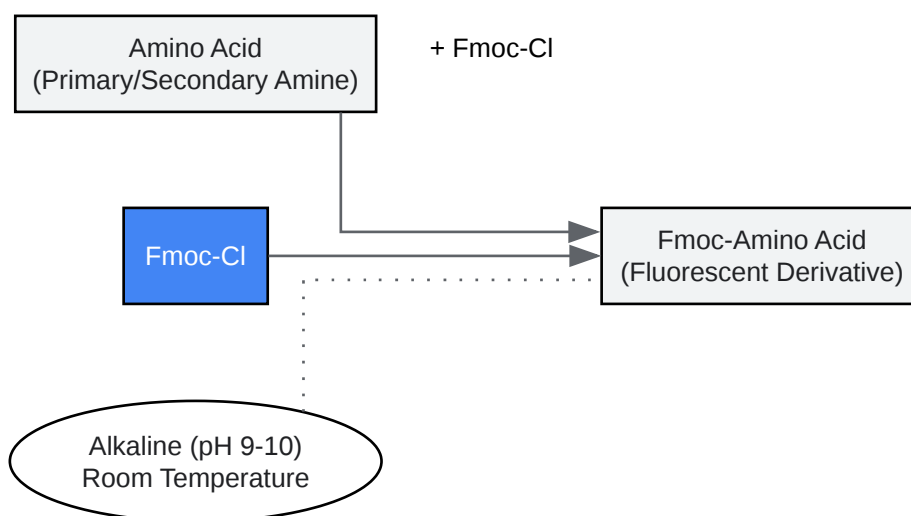 Amino Acid
(Primary/Secondary Amine)
+ Fmoc-Cl
Fmoc-Cl
Fmoc-Amino Acid
(Fluorescent Derivative)
Alkaline (pH 9-10)
Room Temperature